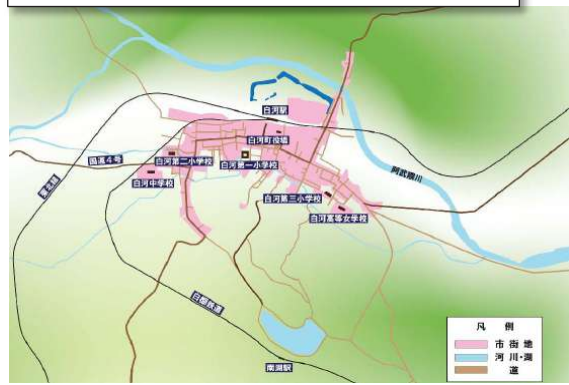 白河駅
白河町役場
国道4号
白河第二小学校
白河第一小学校
阿武隈川
白河中学校
東北線
白河第三小学校
白河高等女学校
白棚鉄道
南湖駅
凡 例
市街地
河川・湖
道